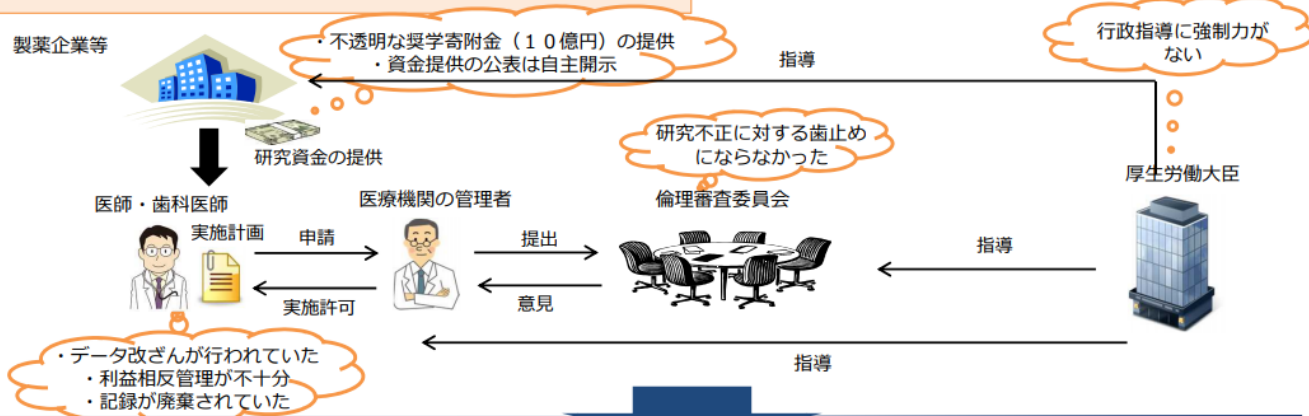 製薬企業等
・不透明な奨学寄附金（１０億円）の提供
・資金提供の公表は自主開示
行政指導に強制力が
ない
指導
研究資金の提供
研究不正に対する歯止め
にならなかった
厚生労働大臣
医師・歯科医師
医療機関の管理者
倫理審査委員会
実施計画
申請
提出
指導
実施許可
意見
指導
・データ改ざんが行われていた
・利益相反管理が不十分
・記録が廃棄されていた